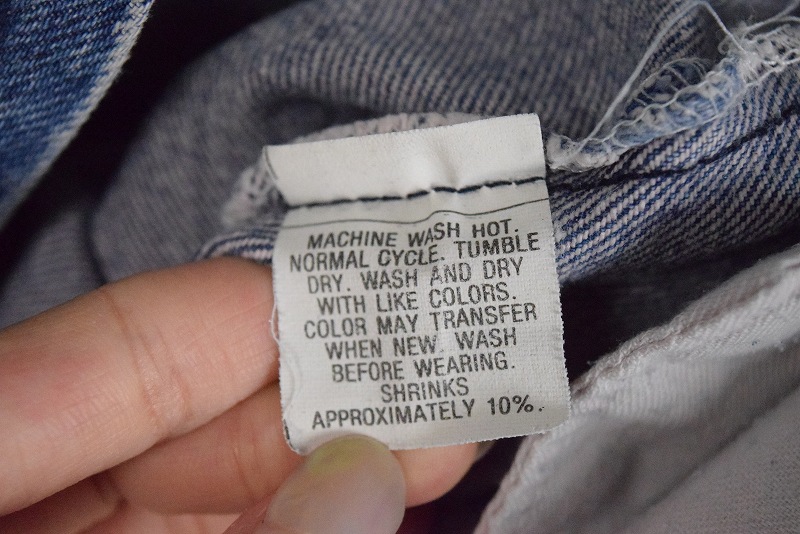 MACHINE WASH HOT.
NORMAL CYCLE. TUMBLE
DRY. WASH AND DRY
WITH LIKE COLORS.
COLOR MAY TRANSFER
WHEN NEW. WASH
BEFORE WEARING.
SHRINKS
APPROXIMATELY 10%.